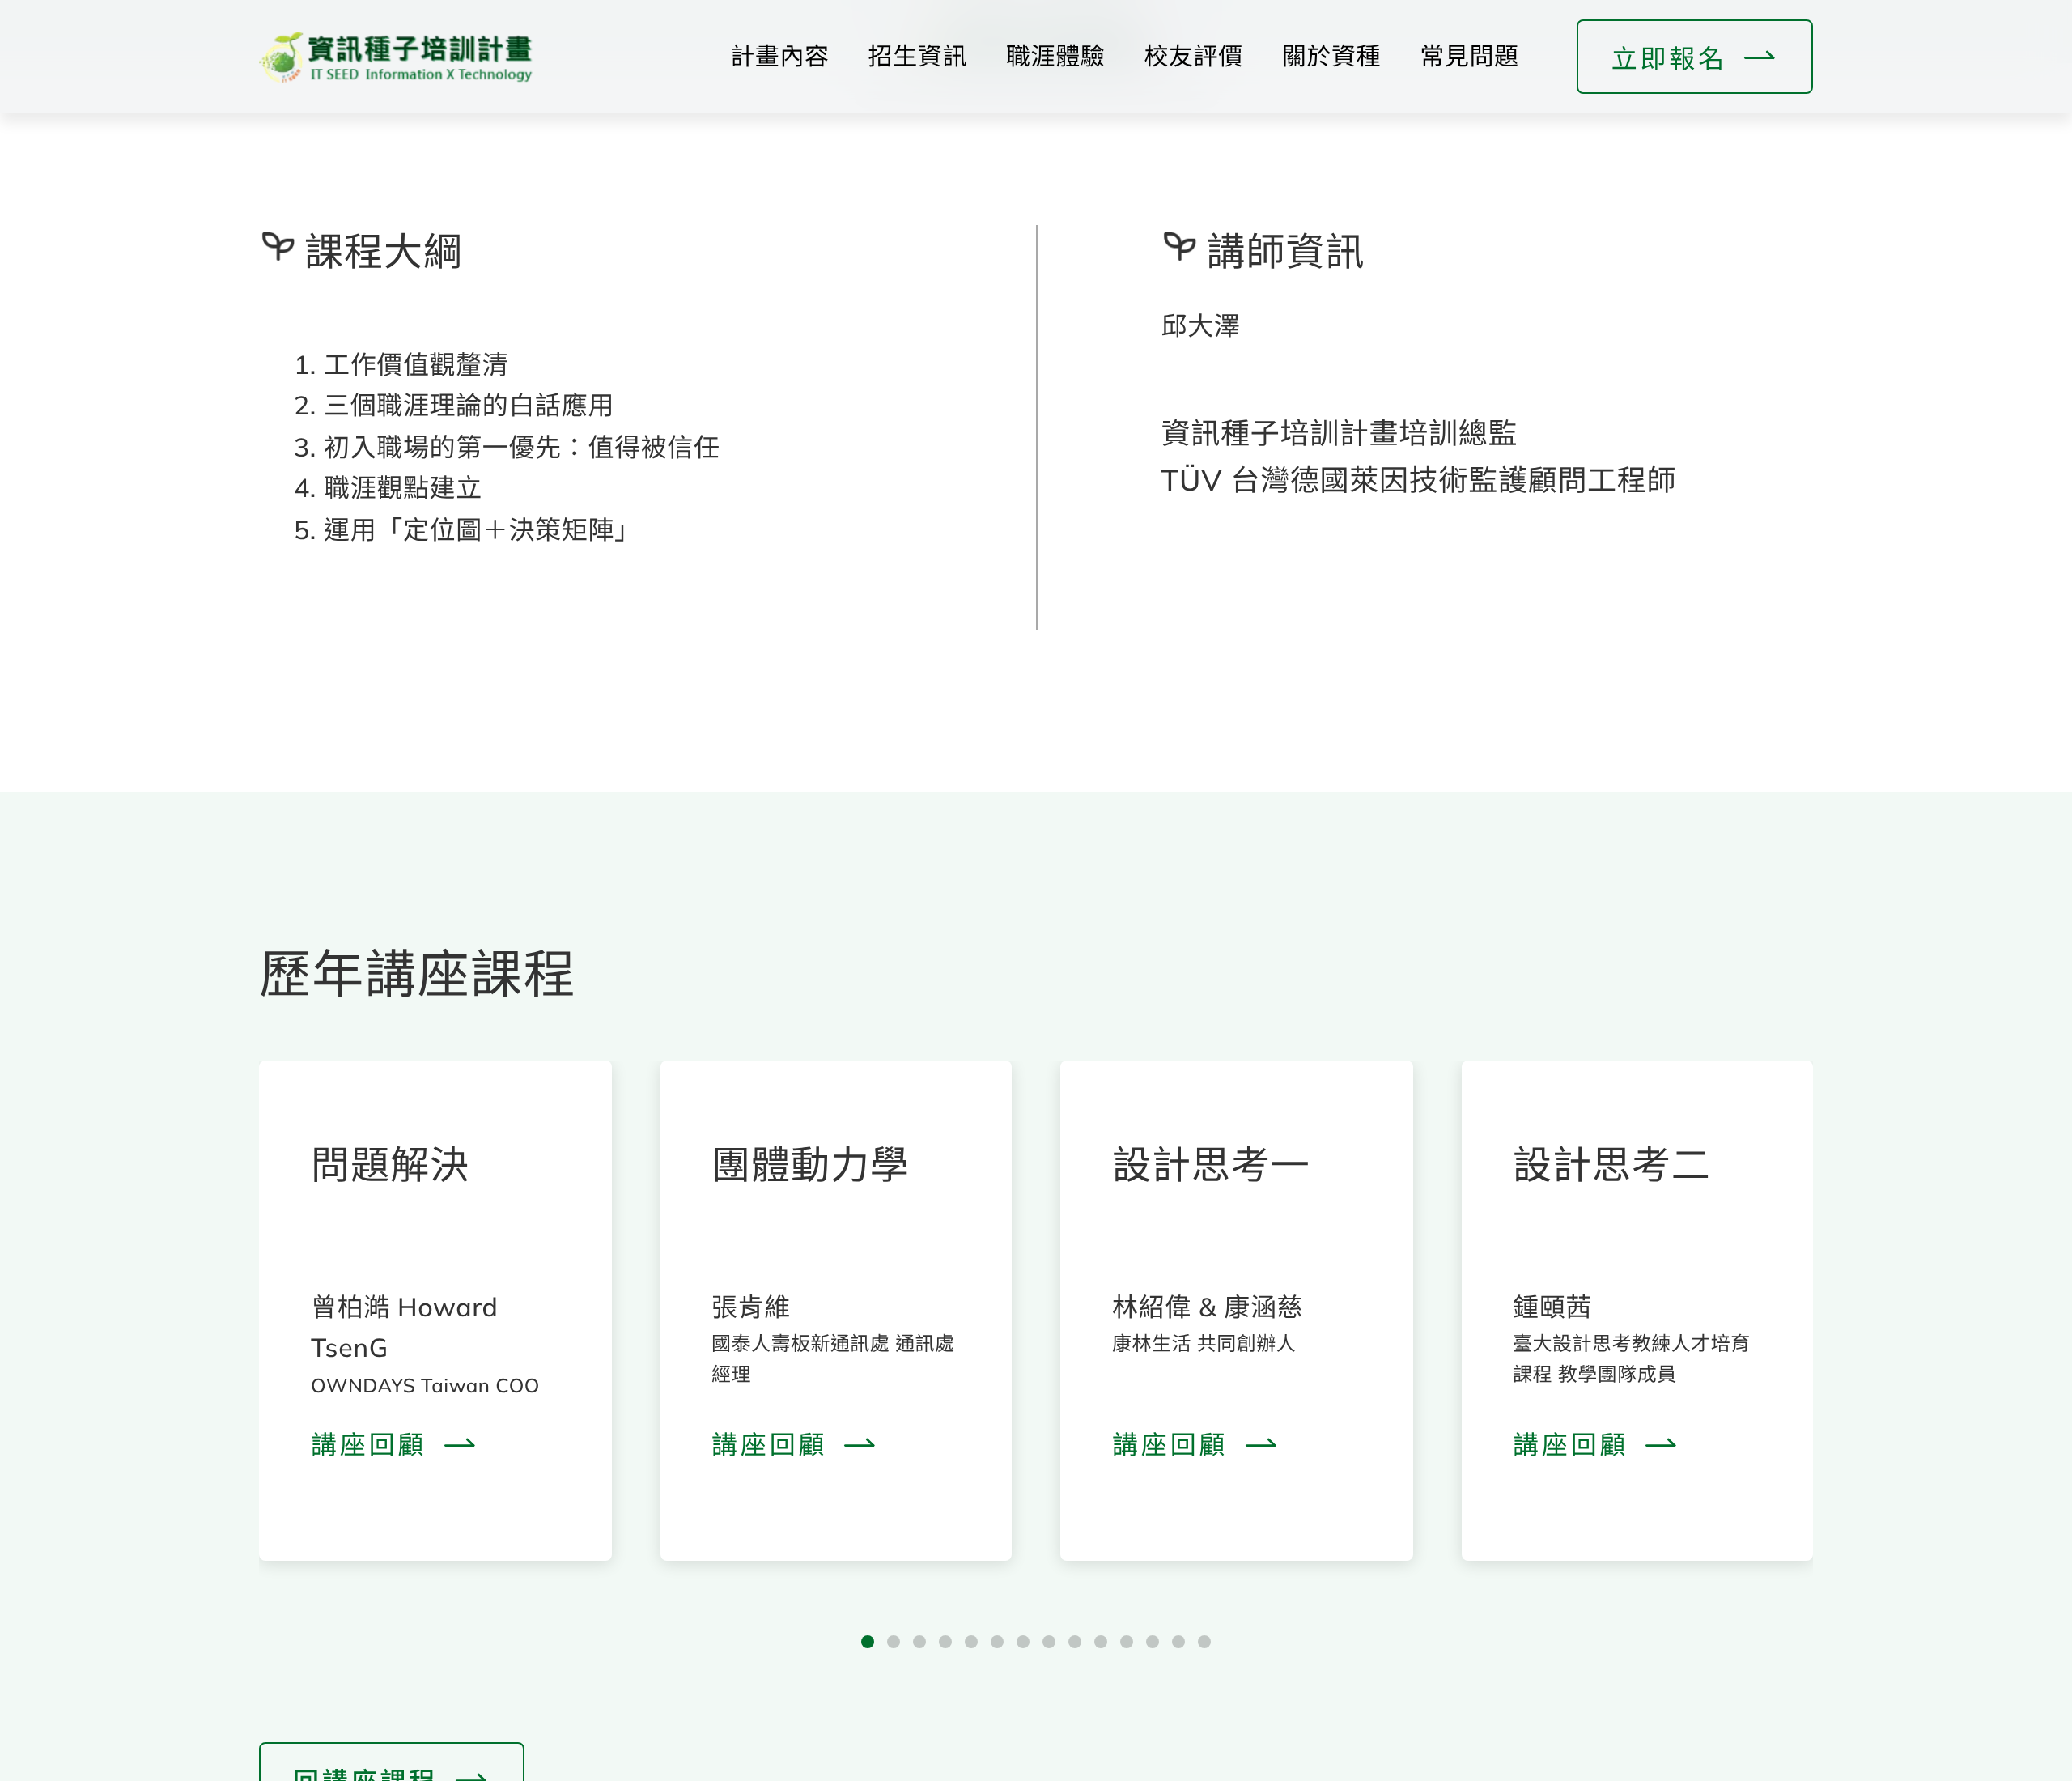 資訊種子培訓計畫
IT SEED Information X Technology
計畫內容 招生資訊 職涯體驗 校友評價 關於資種 常見問題 立即報名
課程大綱
1. 工作價值觀釐清
2. 三個職涯理論的白話應用
3. 初入職場的第一優先：值得被信任
4. 職涯觀點建立
5. 運用「定位圖＋決策矩陣」
講師資訊
邱大澤
資訊種子培訓計畫培訓總監
TÜV 台灣德國萊因技術監護顧問工程師
歷年講座課程
問題解決
曾柏澔 Howard
TsenG
OWNDAYS Taiwan COO
講座回顧
團體動力學
張肯維
國泰人壽板新通訊處 通訊處
經理
講座回顧
設計思考一
林紹偉 & 康涵慈
康林生活 共同創辦人
講座回顧
設計思考二
鍾頤茜
臺大設計思考教練人才培育
課程 教學團隊成員
講座回顧
回講座課程